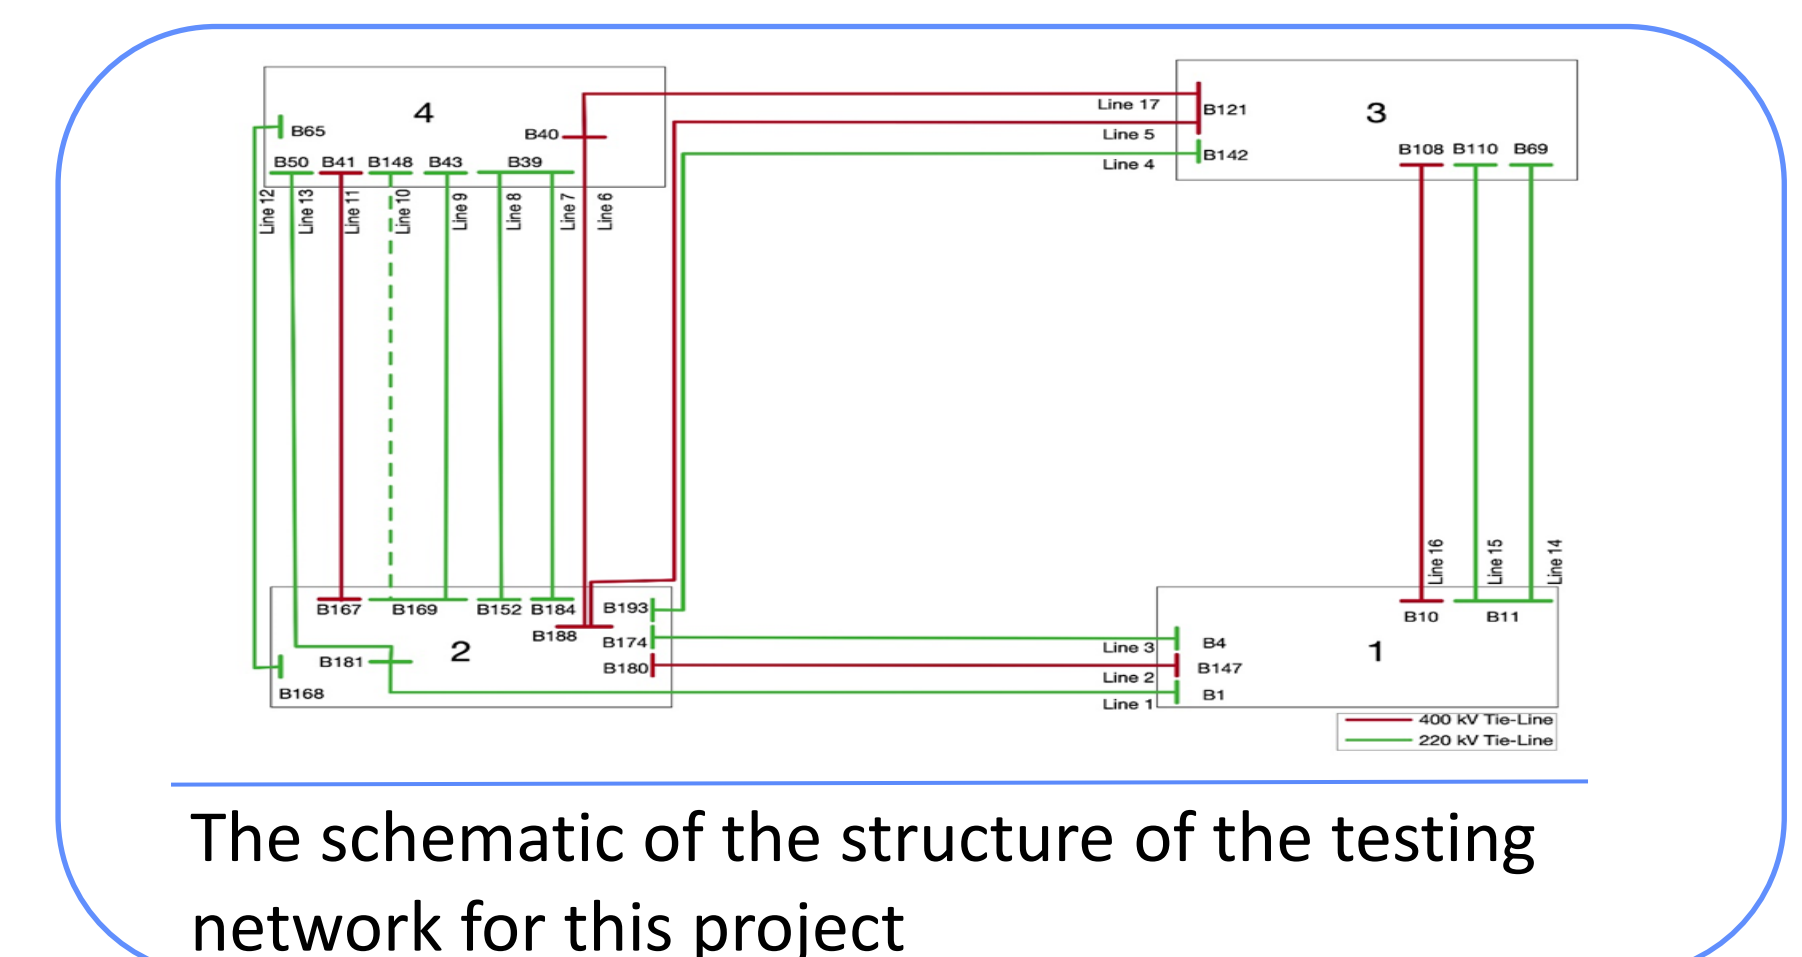 4
3
B65
B40
Line 17
B121
Line 5
B142
Line 4
B50 B41 B148 B43 B39
B108 B110 B69
Line 12
Line 13
Line 11
Line 10
Line 9
Line 8
Line 7
Line 6
Line 16
Line 15
Line 14
B167 B169 B152 B184 B193
B188 B174
B180
B181
2
B168
B10 B11
B4
Line 3
B147
Line 2
B1
Line 1
1
400 kV Tie-Line
220 kV Tie-Line
The schematic of the structure of the testing
network for this project